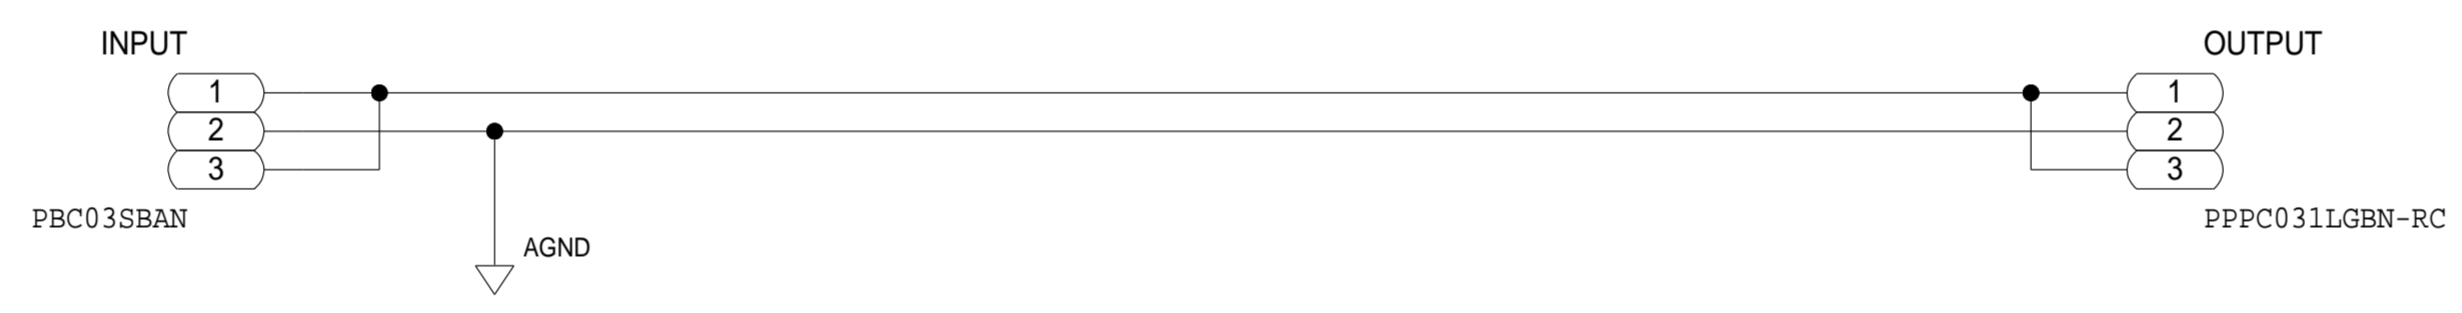 INPUT
OUTPUT
1
1
2
2
3
3
PBC03SBAN
PPPC031LGBN-RC
AGND